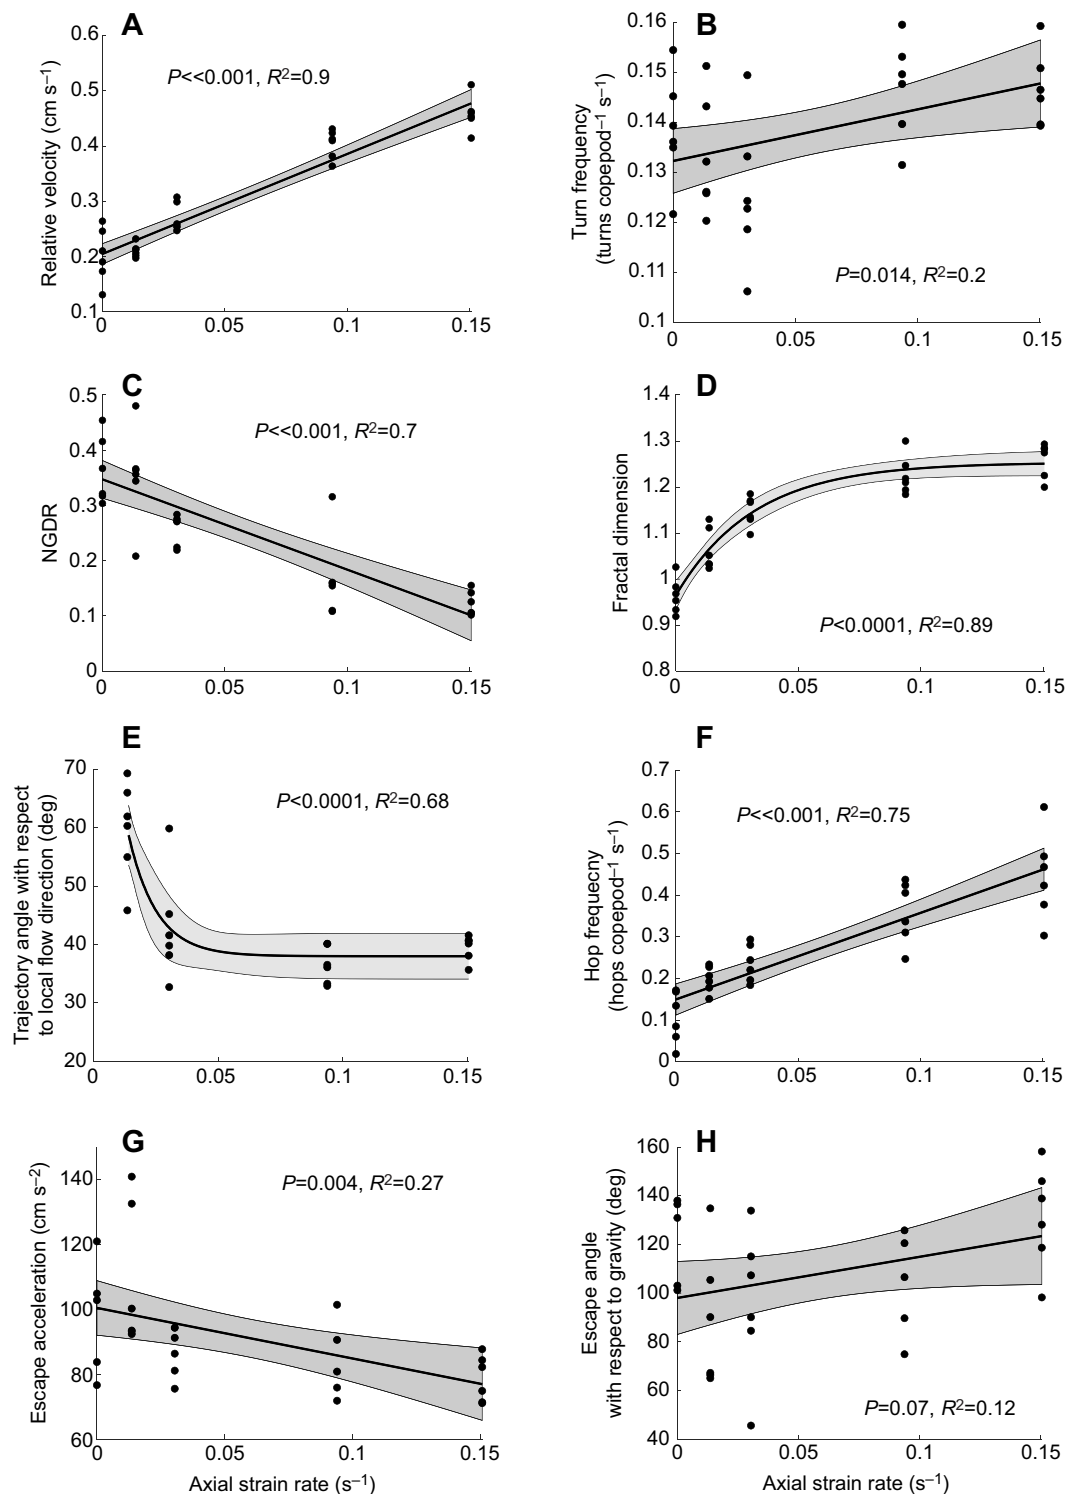 A
0.6
0.5
0.4
0.3
0.2
0.1
0
0.05
0.1
0.15
Relative velocity (cm s⁻¹)
P<<0.001, R²=0.9
B
0.16
0.15
0.14
0.13
0.12
0.11
0.1
0
0.05
0.1
0.15
Turn frequency
(turns copepod⁻¹ s⁻¹)
P=0.014, R²=0.2
C
0.5
0.4
0.3
0.2
0.1
0
0
0.05
0.1
0.15
NGDR
P<<0.001, R²=0.7
D
1.4
1.3
1.2
1.1
1
0.9
0.8
0
0.05
0.1
0.15
Fractal dimension
P<0.0001, R²=0.89
E
70
60
50
40
30
20
0
0.05
0.1
0.15
Trajectory angle with respect
to local flow direction (deg)
P<0.0001, R²=0.68
F
0.7
0.6
0.5
0.4
0.3
0.2
0.1
0
0
0.05
0.1
0.15
Hop frequecny
(hops copepod⁻¹ s⁻¹)
P<<0.001, R²=0.75
G
140
120
100
80
60
0
0.05
0.1
0.15
Escape acceleration (cm s⁻²)
P=0.004, R²=0.27
Axial strain rate (s⁻¹)
H
160
140
120
100
80
60
40
0
0.05
0.1
0.15
Escape angle
with respect to gravity (deg)
P=0.07, R²=0.12
Axial strain rate (s⁻¹)